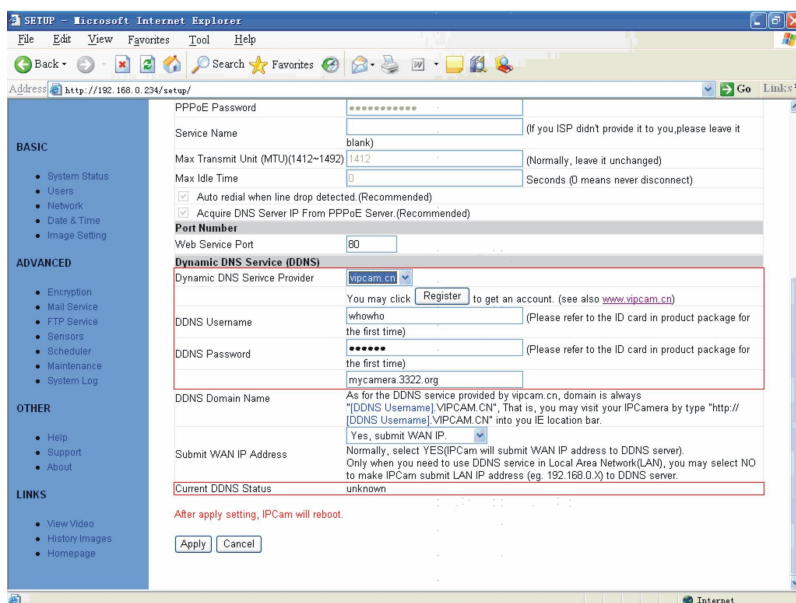 SETUP - Microsoft Internet Explorer
File Edit View Favorites Tool Help
Back Search Favorites
Address http://192.168.0.234/setup/ Go Links
BASIC
System Status
Users
Network
Date & Time
Image Setting
ADVANCED
Encryption
Mail Service
FTP Service
Sensors
Scheduler
Maintenance
System Log
OTHER
Help
Support
About
LINKS
View Video
History Images
Homepage
PPPoE Password
Service Name (If you ISP didn't provide it to you,please leave it
blank)
Max Transmit Unit (MTU)(1412~1492) 1412 (Normally, leave it unchanged)
Max Idle Time 0 Seconds (0 means never disconnect)
Auto redial when line drop detected.(Recommended)
Acquire DNS Server IP From PPPoE Server.(Recommended)
Port Number
Web Service Port 80
Dynamic DNS Service (DDNS)
Dynamic DNS Serivce Provider vipcam.cn
You may click Register to get an account. (see also www.vipcam.cn)
DDNS Username whowho (Please refer to the ID card in product package for
the first time)
DDNS Password (Please refer to the ID card in product package for
the first time)
mycamera.3322.org
DDNS Domain Name As for the DDNS service provided by vipcam.cn, domain is always
"[DDNS Username].VIPCAM.CN", That is, you may visit your IPCamera by type "http://
[DDNS Username].VIPCAM.CN" into you IE location bar.
Yes, submit WAN IP.
Submit WAN IP Address Normally, select YES(IPCam will submit WAN IP address to DDNS server).
Only when you need to use DDNS service in Local Area Network(LAN), you may select NO
to make IPCam submit LAN IP address (eg. 192.168.0.X) to DDNS server.
Current DDNS Status unknown
After apply setting, IPCam will reboot.
Apply Cancel
Internet